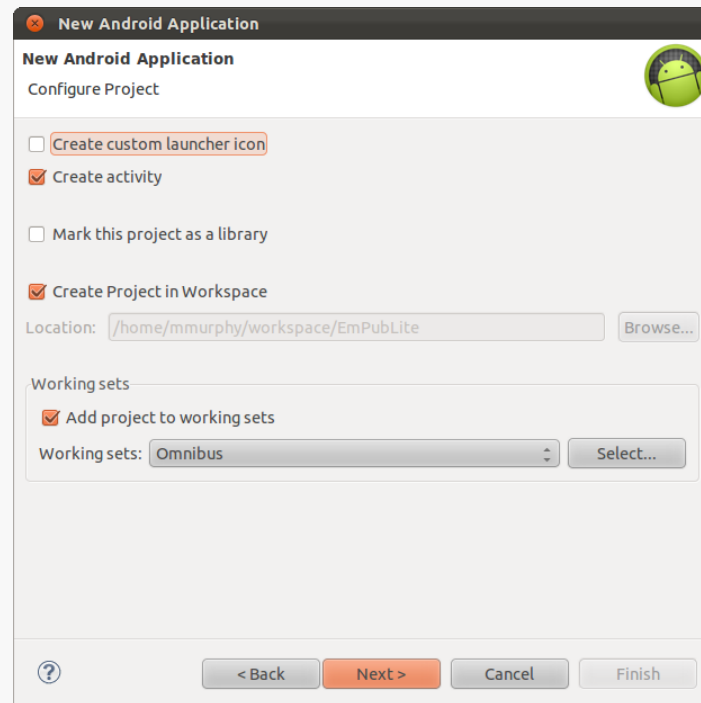 New Android Application
New Android Application
Configure Project
Create custom launcher icon
Create activity
Mark this project as a library
Create Project in Workspace
Location: /home/mmurphy/workspace/EmPubLite Browse...
Working sets
Add project to working sets
Working sets: Omnibus Select...
? < Back Next > Cancel Finish